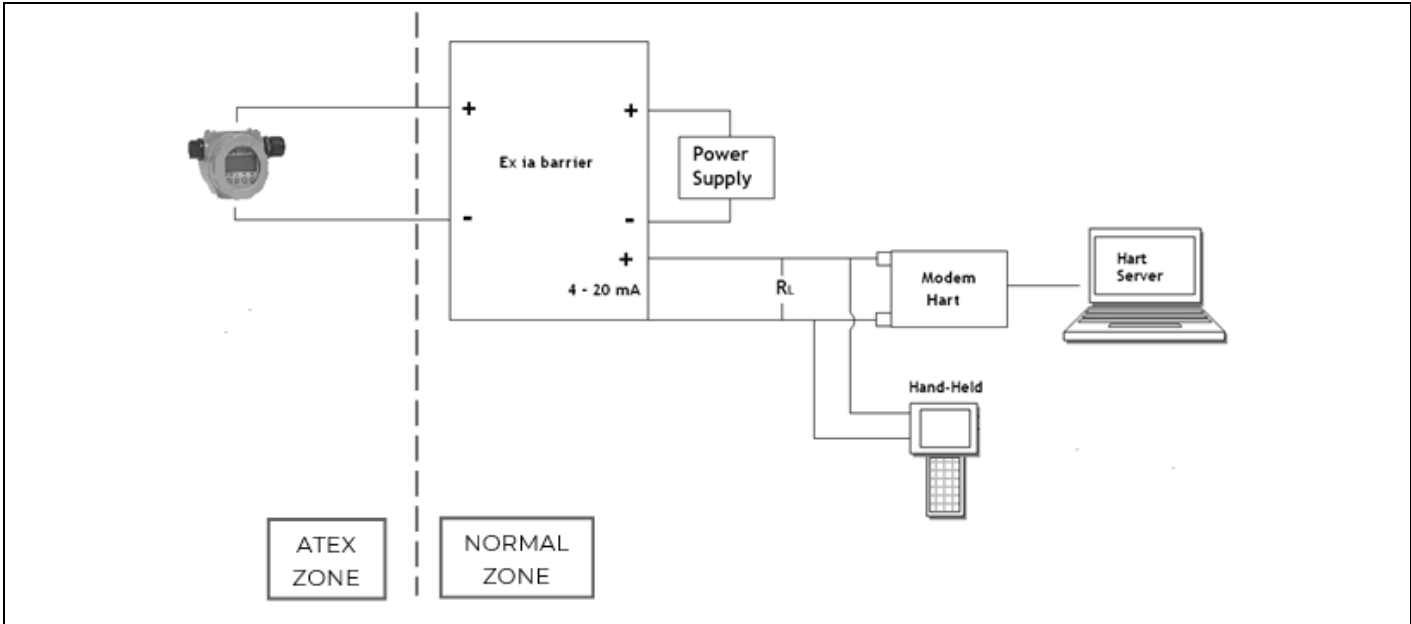 +
+
Ex ia barrier
Power
Supply
-
-
+
4 - 20 mA
RL
Modem
Hart
Hart
Server
Hand-Held
ATEX
ZONE
NORMAL
ZONE